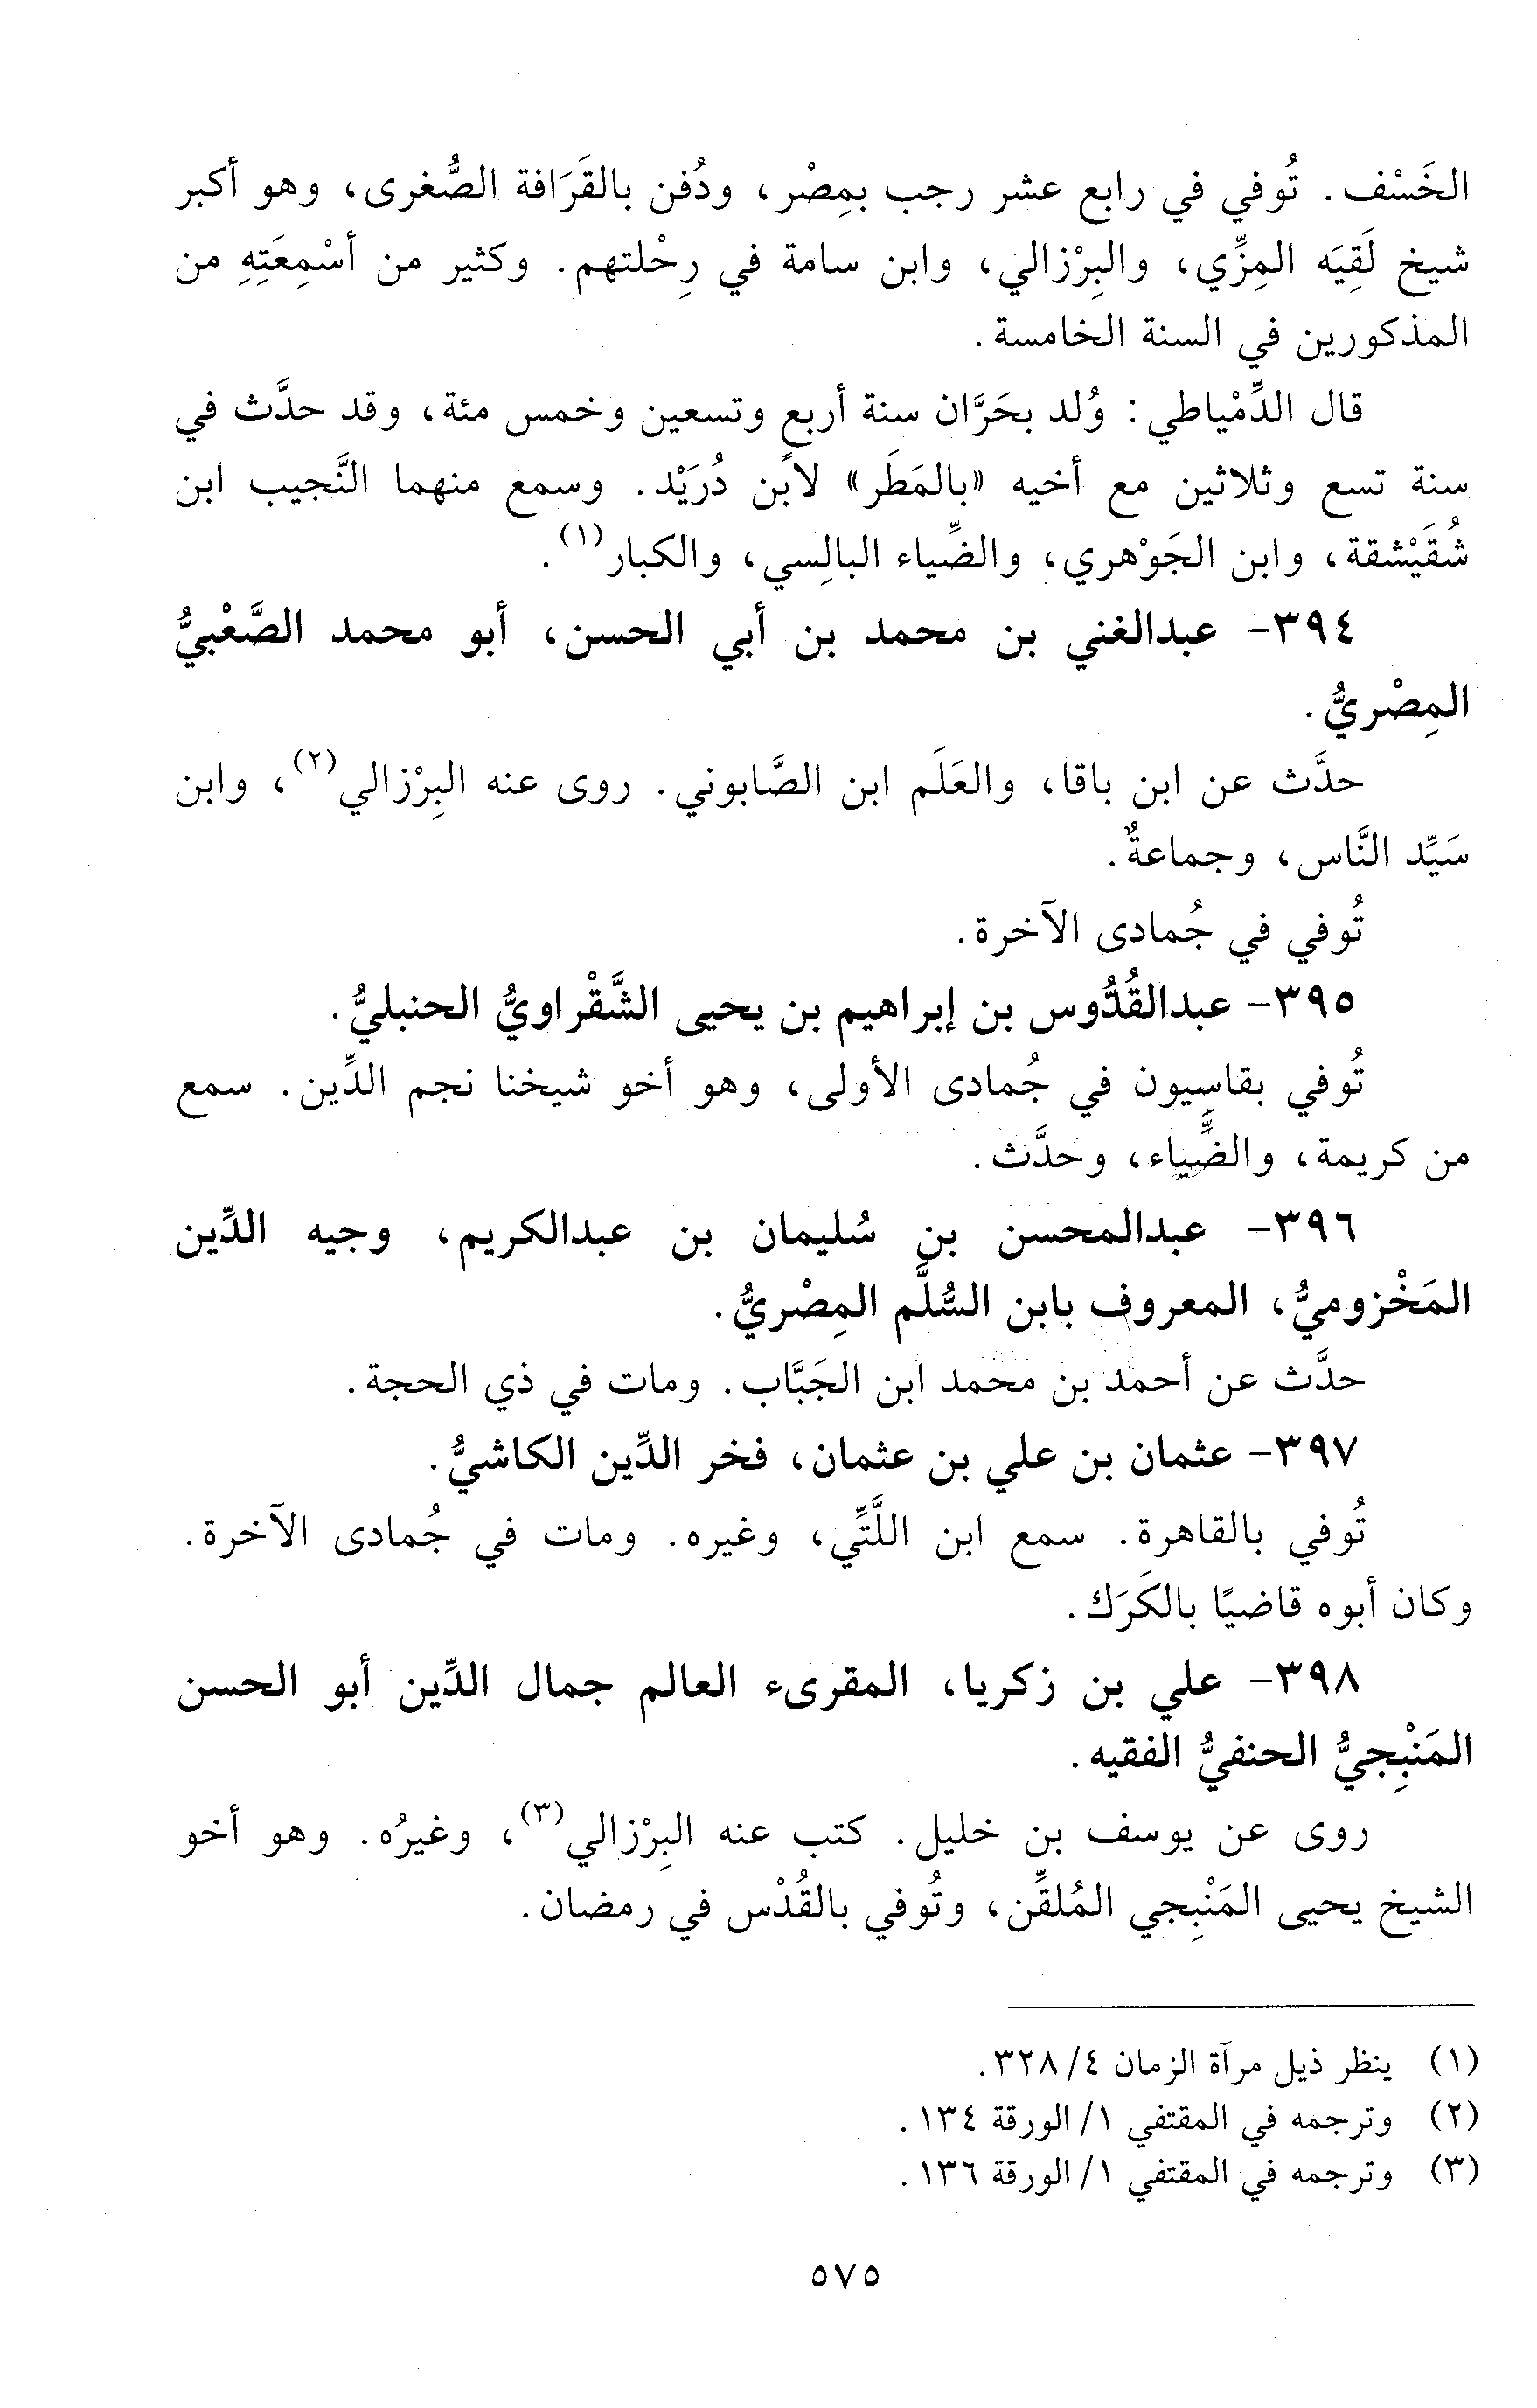 الخَسْف. تُوفي في رابع عشر رجب بمِصْر، ودُفن بالقَرَافة الصُّغرى، وهو أكبر
شيخ لَقِيَه المِزِّي، والبِرْزالي، وابن سامة في رِحْلتهم. وكثير من أسْمِعَتِهِ من
المذكورين في السنة الخامسة.
قال الدِّمْياطي: وُلد بحَرَّان سنة أربع وتسعين وخمس مئة، وقد حدَّث في
سنة تسع وثلاثين مع أخيه «بالمَطَر» لابن دُرَيْد. وسمع منهما النَّجيب ابن
شُقَيْشقة، وابن الجَوْهري، والضِّياء البالِسي، والكبار(١).
٣٩٤- عبدالغني بن محمد بن أبي الحسن، أبو محمد الصَّعْبيُّ
المِصْريُّ.
حدَّث عن ابن باقا، والعَلَم ابن الصَّابوني. روى عنه البِرْزالي(٢)، وابن
سَيِّد النَّاس، وجماعةٌ.
تُوفي في جُمادى الآخرة.
٣٩٥- عبدالقُدُّوس بن إبراهيم بن يحيى الشَّقْراويُّ الحنبليُّ.
تُوفي بقاسِيون في جُمادى الأولى، وهو أخو شيخنا نجم الدِّين. سمع
من كريمة، والضِّياء، وحدَّث.
٣٩٦- عبدالمحسن بن سُليمان بن عبدالكريم، وجيه الدِّين
المَخْزوميُّ، المعروف بابن السُّلَّم المِصْريُّ.
حدَّث عن أحمد بن محمد ابن الجَبَّاب. ومات في ذي الحجة.
٣٩٧- عثمان بن علي بن عثمان، فخر الدِّين الكاشيُّ.
تُوفي بالقاهرة. سمع ابن اللَّتِّي، وغيره. ومات في جُمادى الآخرة.
وكان أبوه قاضيًا بالكَرَك.
٣٩٨- علي بن زكريا، المقرىء العالم جمال الدِّين أبو الحسن
المَنْبِجيُّ الحنفيُّ الفقيه.
روى عن يوسف بن خليل. كتب عنه البِرْزالي(٣)، وغيرُه. وهو أخو
الشيخ يحيى المَنْبِجي المُلقِّن، وتُوفي بالقُدْس في رمضان.
(١) ينظر ذيل مرآة الزمان ٤/ ٣٢٨.
(٢) وترجمه في المقتفي ١/ الورقة ١٣٤.
(٣) وترجمه في المقتفي ١/ الورقة ١٣٦.
٥٧٥